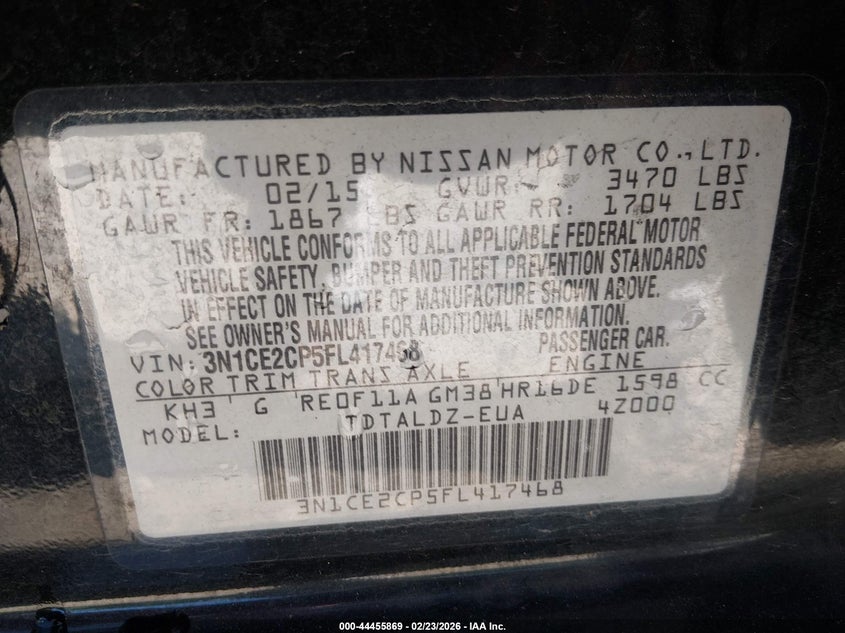 MANUFACTURED BY NISSAN MOTOR CO., LTD.
DATE: 02/15 GVWR: 3470 LBS
GAWR FR: 1867 LBS GAWR RR: 1704 LBS
THIS VEHICLE CONFORMS TO ALL APPLICABLE FEDERAL MOTOR
VEHICLE SAFETY, BUMPER AND THEFT PREVENTION STANDARDS
IN EFFECT ON THE DATE OF MANUFACTURE SHOWN ABOVE.
SEE OWNER'S MANUAL FOR ADDITIONAL INFORMATION.
VIN: 3N1CE2CP5FL417468 PASSENGER CAR.
COLOR TRIM TRANS AXLE ENGINE
KH3 G RE0F11A GM38 HR16DE 1598 CC
MODEL: TDTALDZ-EUA 4Z000
3N1CE2CP5FL417468
000-44455869 | 02/23/2026 - IAA Inc.